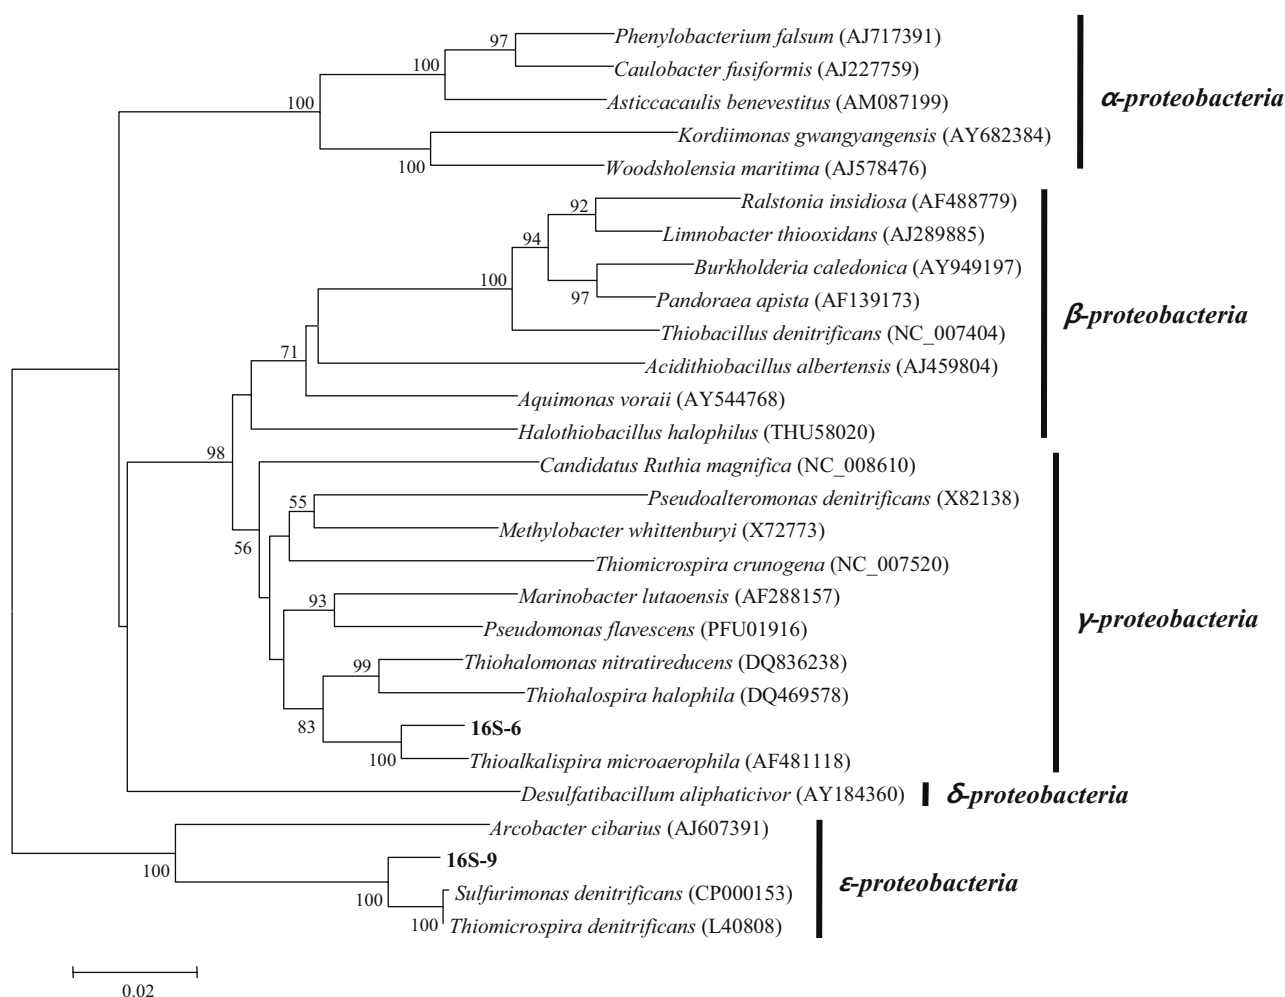 97
Phenylobacterium falsum (AJ717391)
100
Caulobacter fusiformis (AJ227759)
100
Asticcacaulis benevestitus (AM087199)
α-proteobacteria
Kordiimonas gwangyangensis (AY682384)
100
Woodsholensia maritima (AJ578476)
92
Ralstonia insidiosa (AF488779)
94
Limnobacter thiooxidans (AJ289885)
100
Burkholderia caledonica (AY949197)
97
Pandoraea apista (AF139173)
β-proteobacteria
Thiobacillus denitrificans (NC_007404)
71
Acidithiobacillus albertensis (AJ459804)
Aquimonas voraii (AY544768)
Halothiobacillus halophilus (THU58020)
98
Candidatus Ruthia magnifica (NC_008610)
55
Pseudoalteromonas denitrificans (X82138)
Methylobacter whittenburyi (X72773)
56
Thiomicrospira crunogena (NC_007520)
93
Marinobacter lutaoensis (AF288157)
γ-proteobacteria
Pseudomonas flavescens (PFU01916)
99
Thiohalomonas nitratireducens (DQ836238)
Thiohalospira halophila (DQ469578)
83
16S-6
100
Thioalkalispira microaerophila (AF481118)
Desulfatibacillum aliphaticivor (AY184360)
δ-proteobacteria
Arcobacter cibarius (AJ607391)
100
16S-9
ε-proteobacteria
100
Sulfurimonas denitrificans (CP000153)
100
Thiomicrospira denitrificans (L40808)
0.02